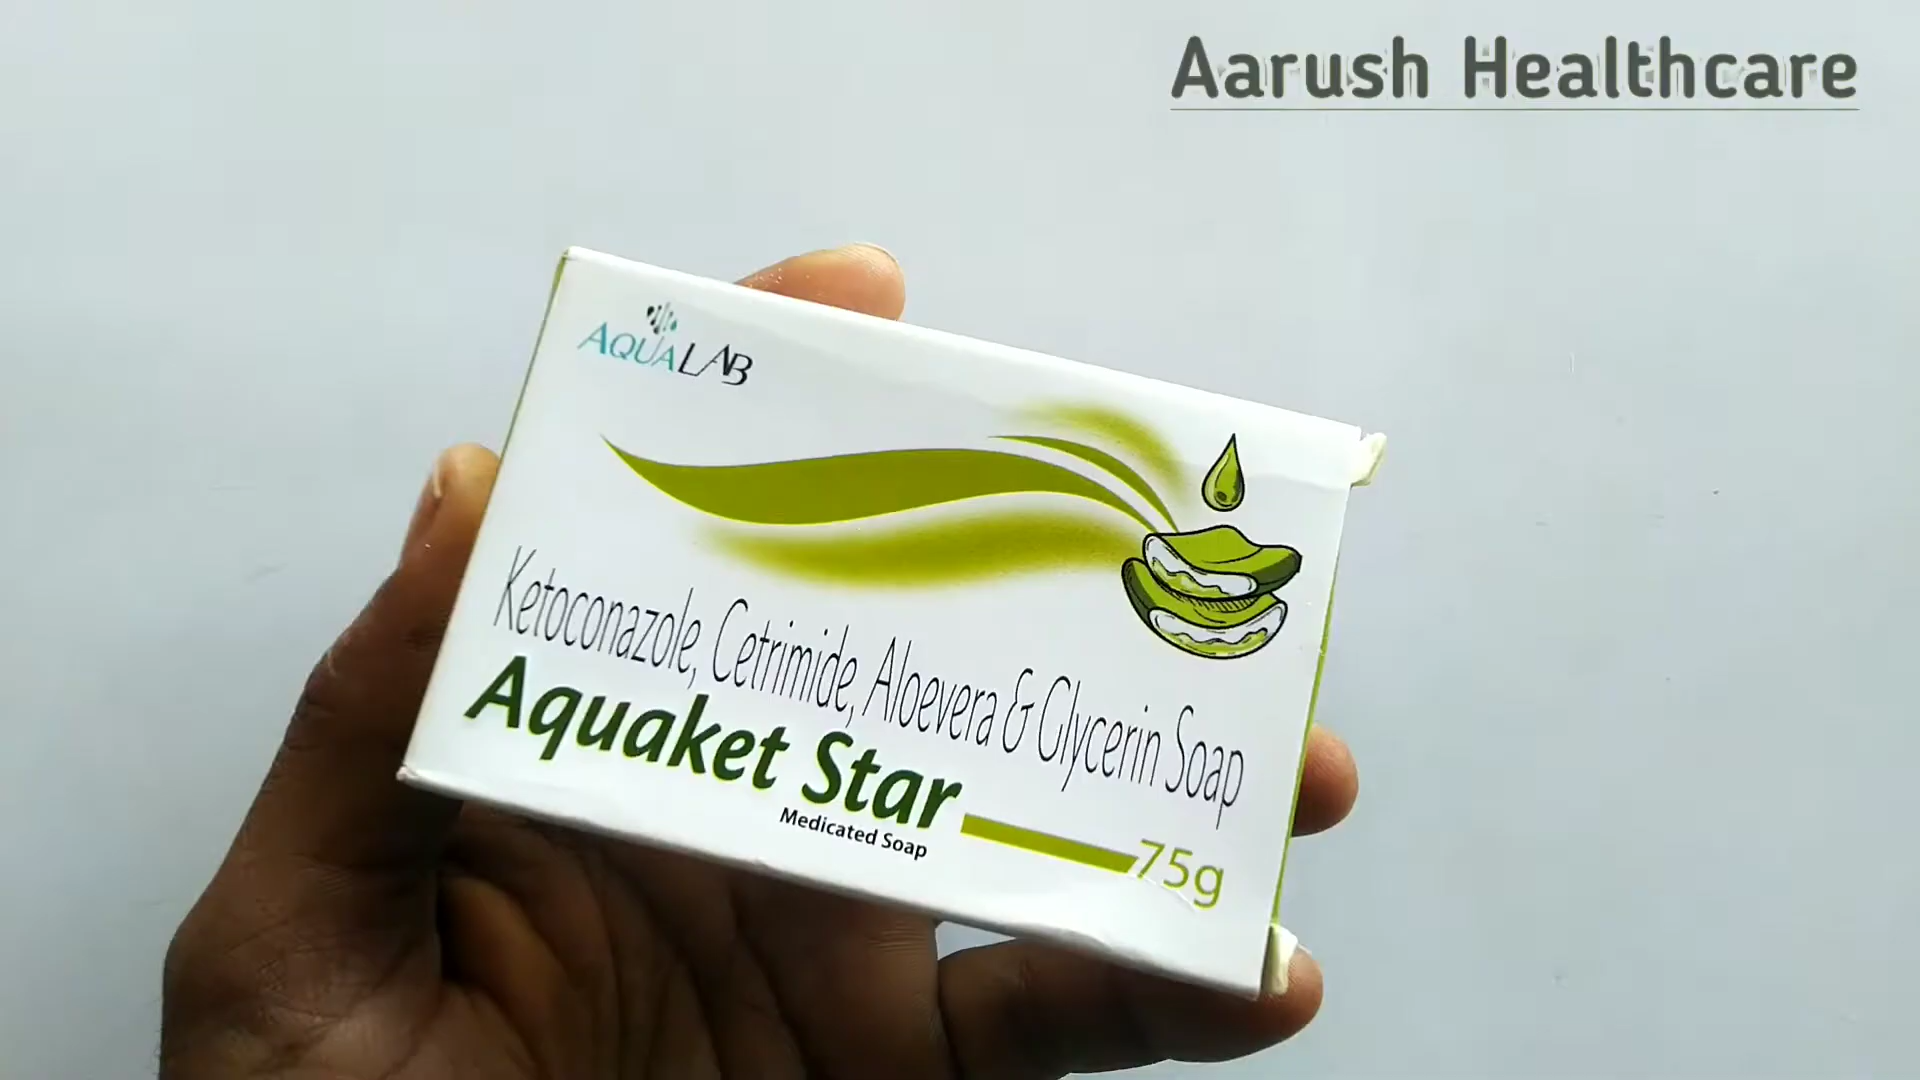 Aarush Healthcare
AQUALAB
Ketoconazole, Cetrimide, Aloevera & Glycerin Soap
Aquaket Star
Medicated Soap
75g